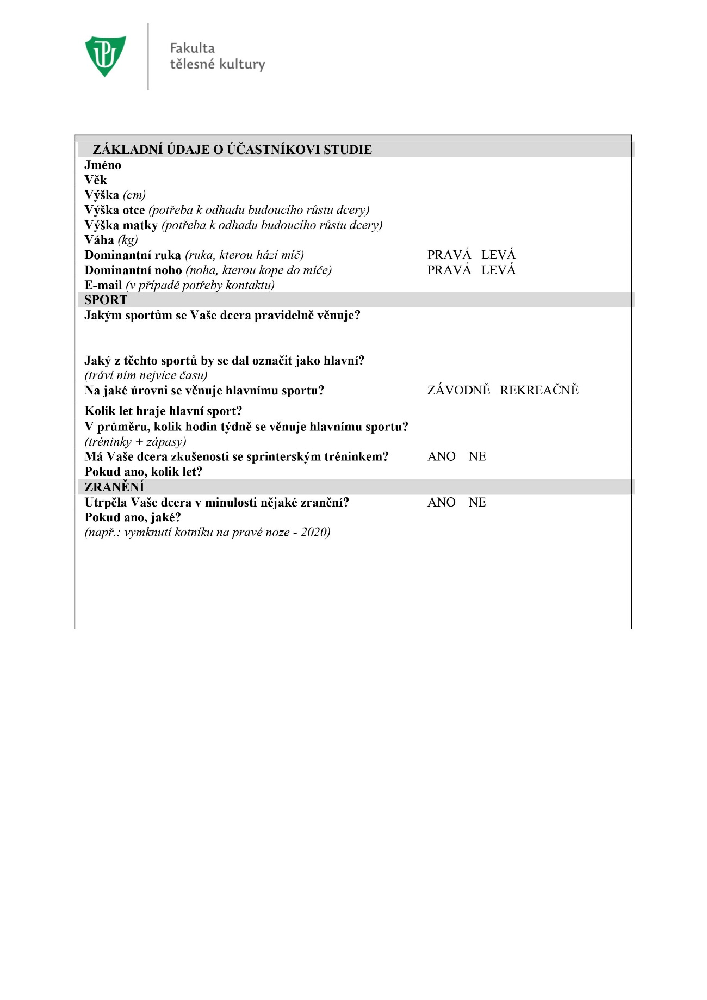 UP
Fakulta
tělesné kultury
ZÁKLADNÍ ÚDAJE O ÚČASTNÍKOVI STUDIE
Jméno
Věk
Výška (cm)
Výška otce (potřeba k odhadu budoucího růstu dcery)
Výška matky (potřeba k odhadu budoucího růstu dcery)
Váha (kg)
Dominantní ruka (ruka, kterou hází míč) PRAVÁ LEVÁ
Dominantní noho (noha, kterou kope do míče) PRAVÁ LEVÁ
E-mail (v případě potřeby kontaktu)
SPORT
Jakým sportům se Vaše dcera pravidelně věnuje?
Jaký z těchto sportů by se dal označit jako hlavní?
(tráví ním nejvíce času)
Na jaké úrovni se věnuje hlavnímu sportu? ZÁVODNĚ REKREAČNĚ
Kolik let hraje hlavní sport?
V průměru, kolik hodin týdně se věnuje hlavnímu sportu?
(tréninky + zápasy)
Má Vaše dcera zkušenosti se sprinterským tréninkem? ANO NE
Pokud ano, kolik let?
ZRANĚNÍ
Utrpěla Vaše dcera v minulosti nějaké zranění? ANO NE
Pokud ano, jaké?
(např.: vymknutí kotníku na pravé noze - 2020)